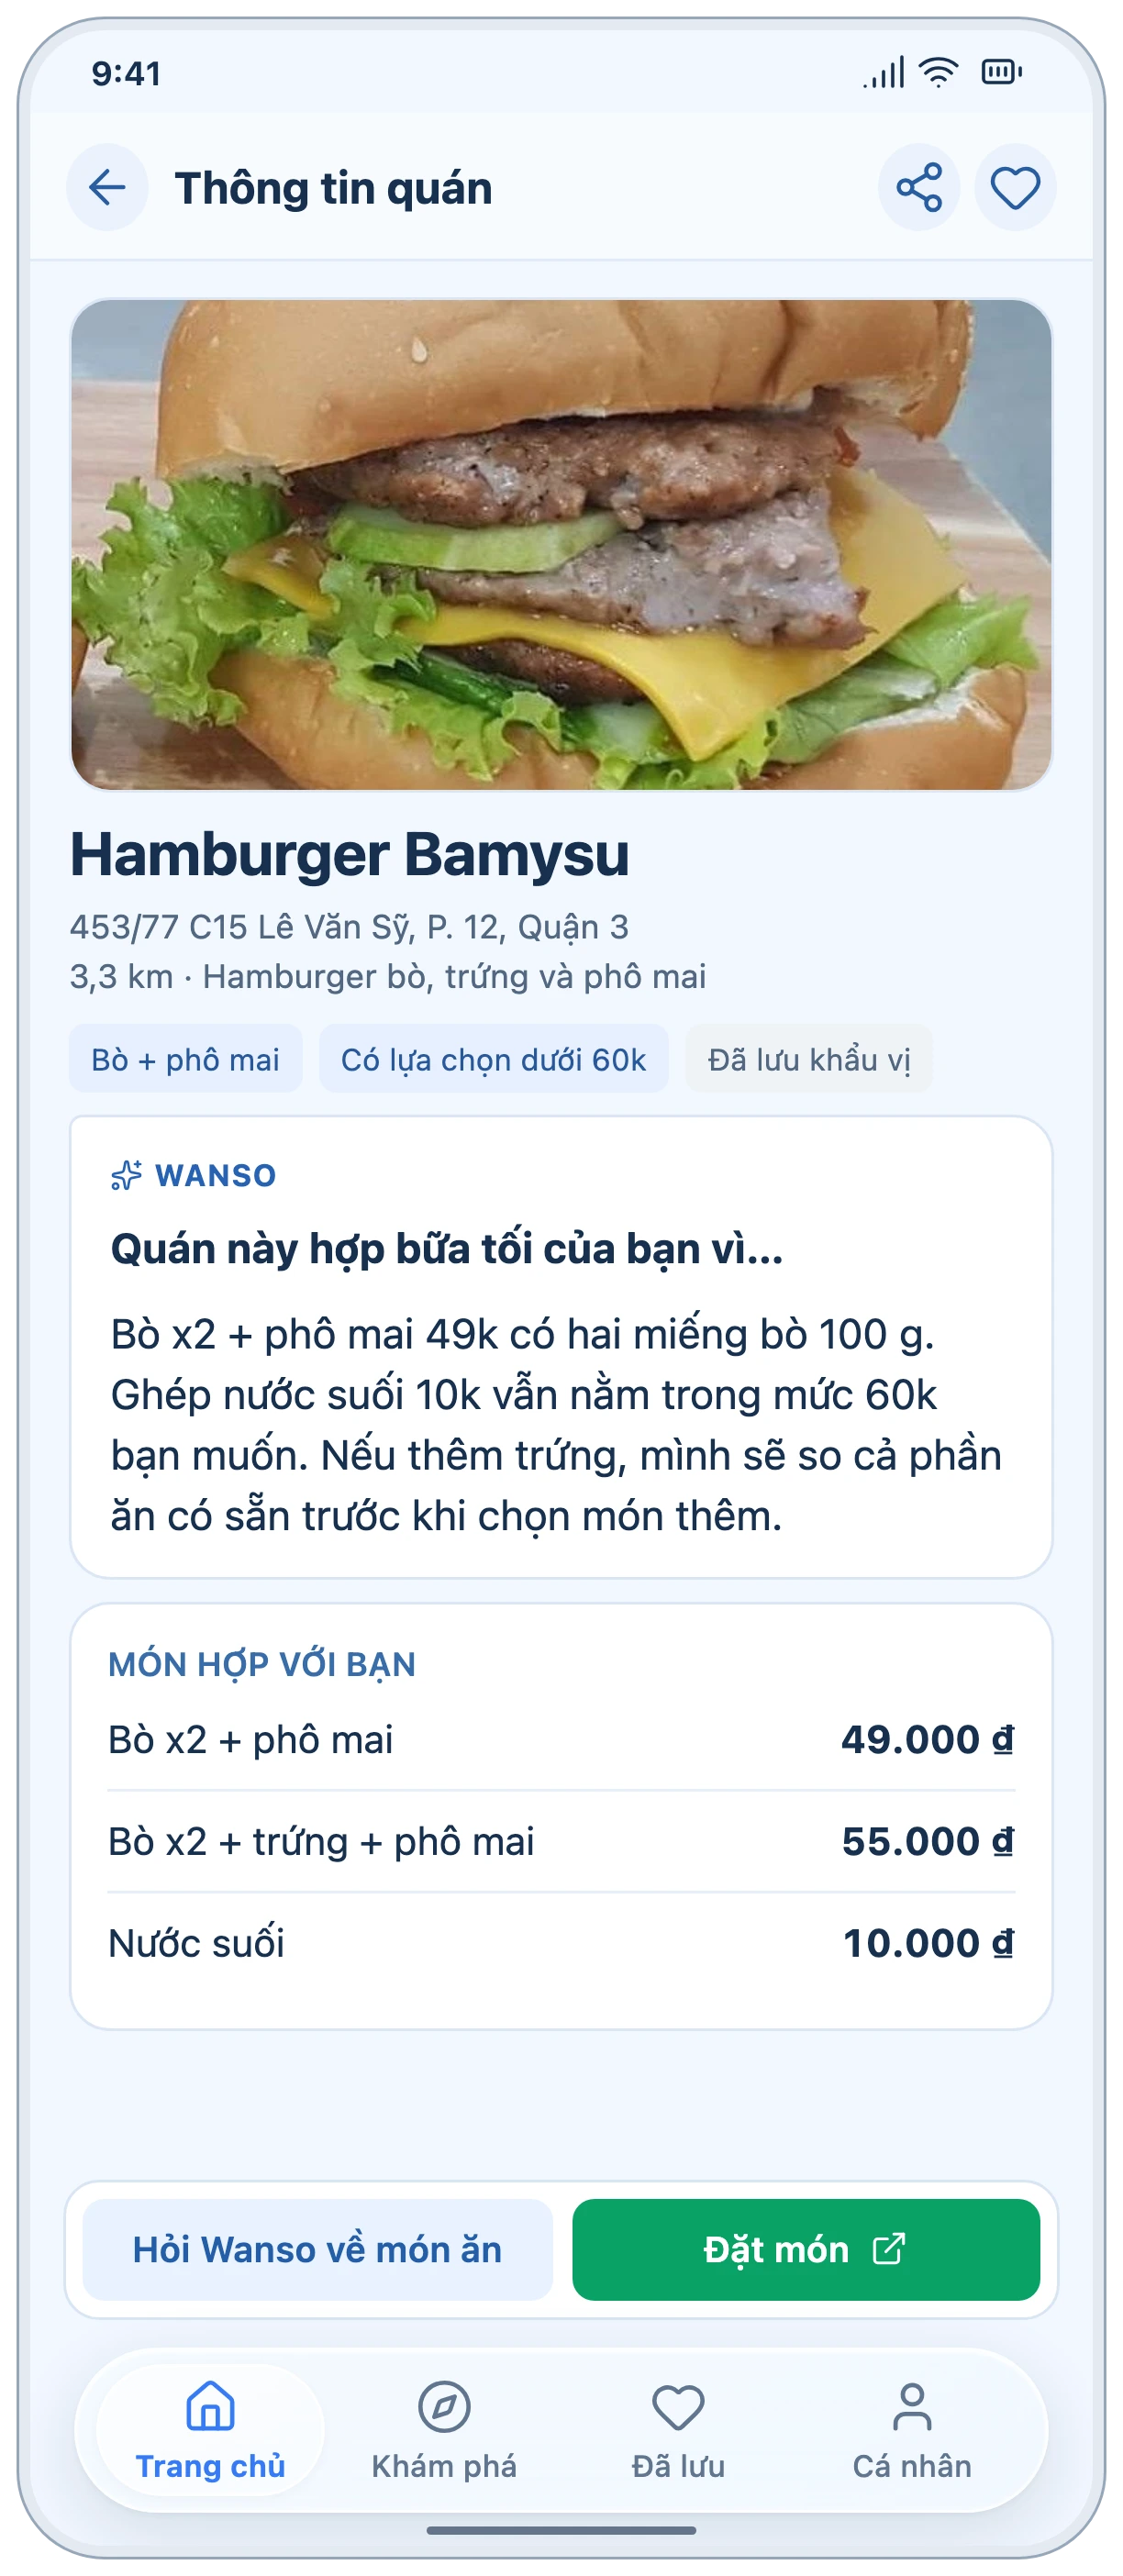 9:41
Thông tin quán
Hamburger Bamysu
453/77 C15 Lê Văn Sỹ, P. 12, Quận 3
3,3 km · Hamburger bò, trứng và phô mai
Bò + phô mai
Có lựa chọn dưới 60k
Đã lưu khẩu vị
WANSO
Quán này hợp bữa tối của bạn vì...
Bò x2 + phô mai 49k có hai miếng bò 100 g.
Ghép nước suối 10k vẫn nằm trong mức 60k
bạn muốn. Nếu thêm trứng, mình sẽ so cả phần
ăn có sẵn trước khi chọn món thêm.
MÓN HỢP VỚI BẠN
Bò x2 + phô mai 49.000 ₫
Bò x2 + trứng + phô mai 55.000 ₫
Nước suối 10.000 ₫
Hỏi Wanso về món ăn
Đặt món
Trang chủ
Khám phá
Đã lưu
Cá nhân